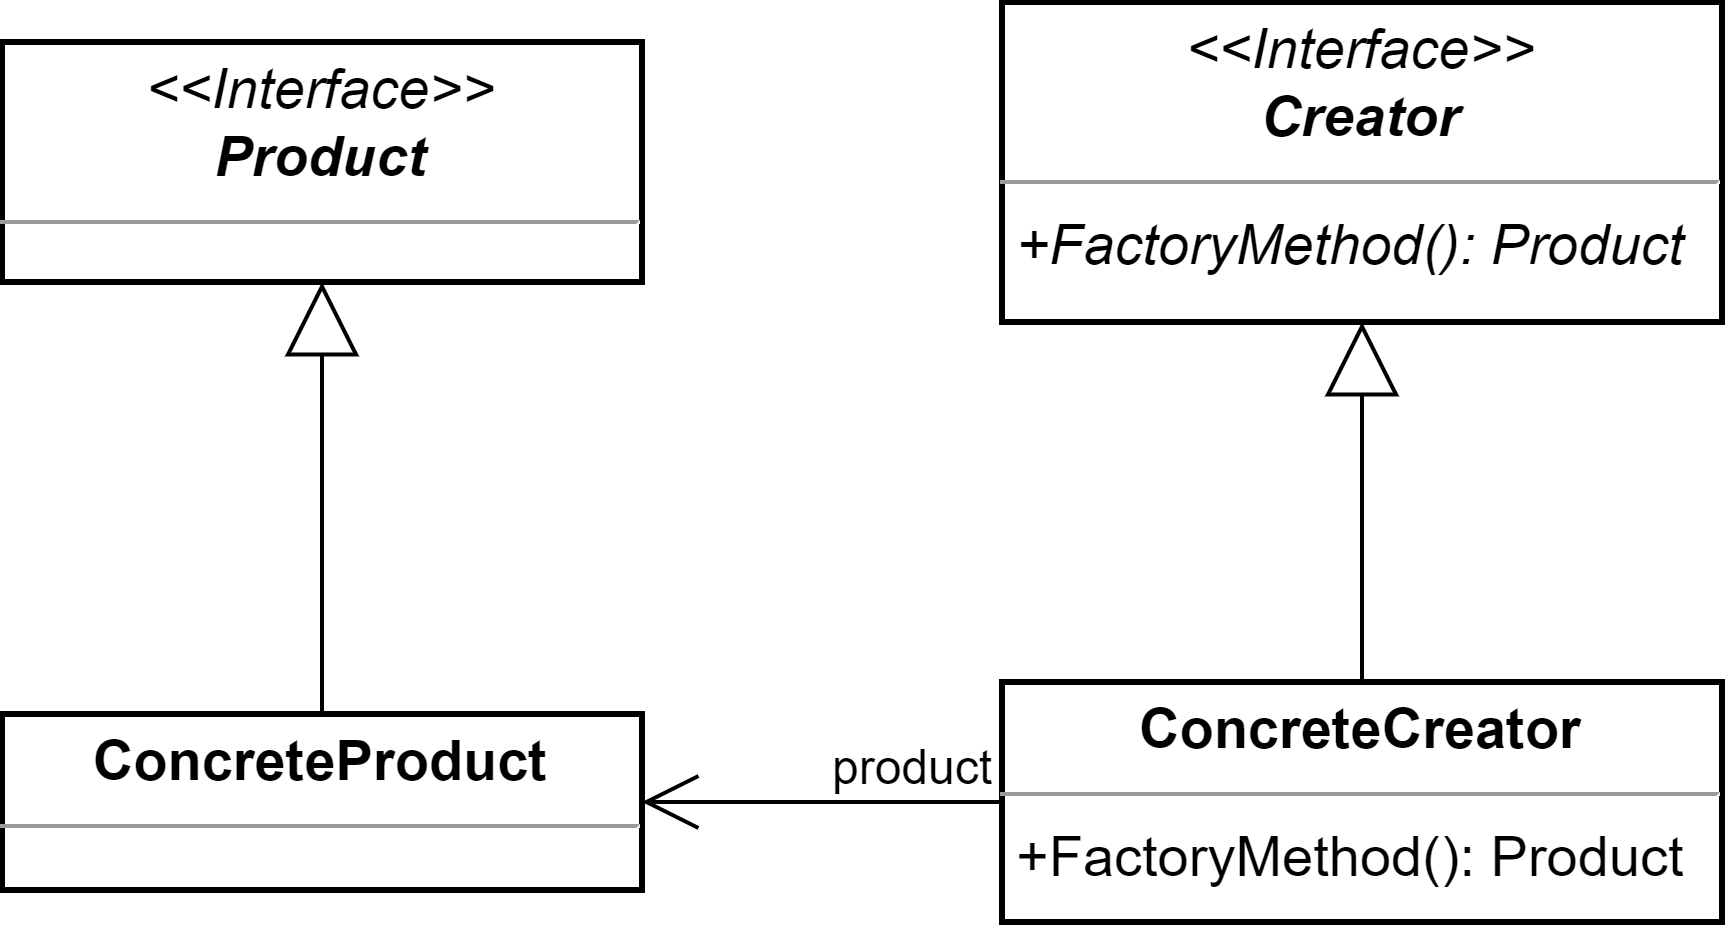 <<Interface>>
Product
<<Interface>>
Creator
+FactoryMethod(): Product
ConcreteProduct
product
ConcreteCreator
+FactoryMethod(): Product